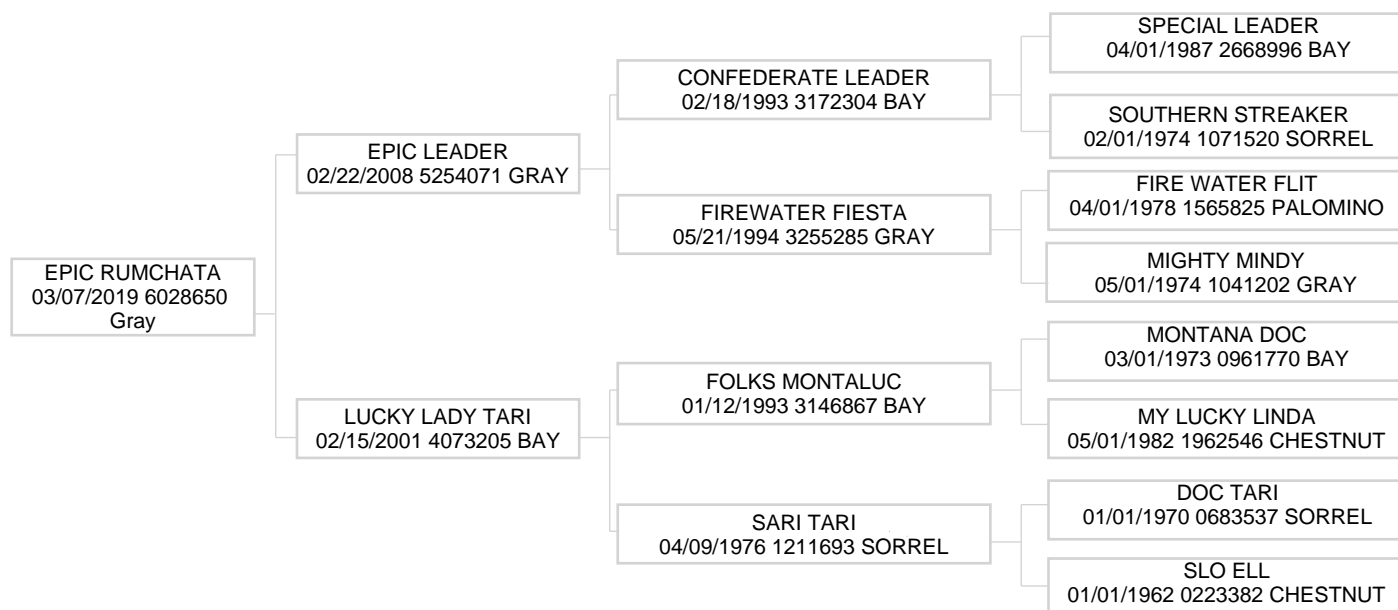 EPIC RUMCHATA
03/07/2019 6028650
Gray
EPIC LEADER
02/22/2008 5254071 GRAY
LUCKY LADY TARI
02/15/2001 4073205 BAY
CONFEDERATE LEADER
02/18/1993 3172304 BAY
FIREWATER FIESTA
05/21/1994 3255285 GRAY
FOLKS MONTALUC
01/12/1993 3146867 BAY
SARI TARI
04/09/1976 1211693 SORREL
SPECIAL LEADER
04/01/1987 2668996 BAY
SOUTHERN STREAKER
02/01/1974 1071520 SORREL
FIRE WATER FLIT
04/01/1978 1565825 PALOMINO
MIGHTY MINDY
05/01/1974 1041202 GRAY
MONTANA DOC
03/01/1973 0961770 BAY
MY LUCKY LINDA
05/01/1982 1962546 CHESTNUT
DOC TARI
01/01/1970 0683537 SORREL
SLO ELL
01/01/1962 0223382 CHESTNUT